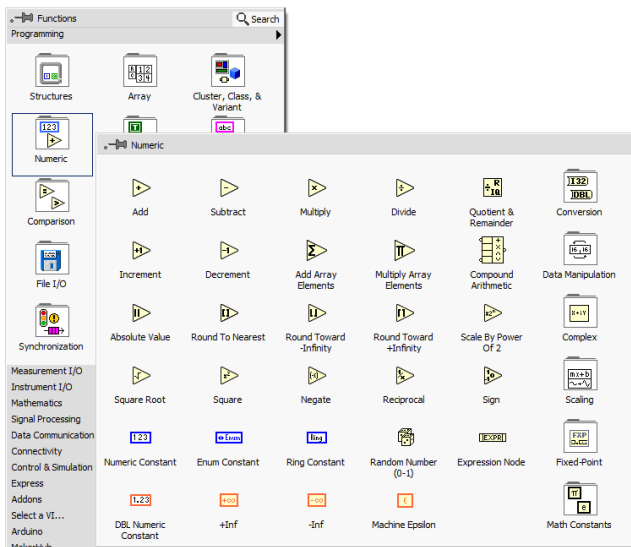 Functions
Search
Programming
Structures
Array
Cluster, Class, &
Variant
123
Numeric
Comparison
File I/O
Synchronization
Measurement I/O
Instrument I/O
Mathematics
Signal Processing
Data Communication
Connectivity
Control & Simulation
Express
Addons
Select a VI...
Arduino
Numeric
Add
Subtract
Multiply
Divide
Quotient &
Remainder
Conversion
Increment
Decrement
Add Array
Elements
Multiply Array
Elements
Compound
Arithmetic
Data Manipulation
Absolute Value
Round To Nearest
Round Toward
-Infinity
Round Toward
+Infinity
Scale By Power
Of 2
Complex
Square Root
Square
Negate
Reciprocal
Sign
Scaling
Numeric Constant
Enum Constant
Ring Constant
Random Number
(0-1)
Expression Node
Fixed-Point
DBL Numeric
Constant
+Inf
-Inf
Machine Epsilon
Math Constants